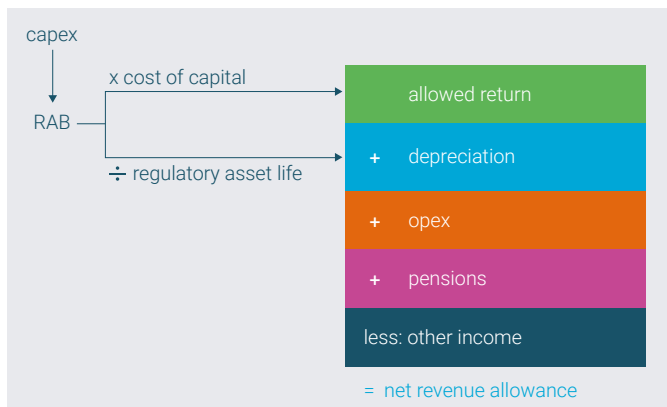 capex
x cost of capital
allowed return
RAB
+ depreciation
÷ regulatory asset life
+ opex
+ pensions
less: other income
= net revenue allowance